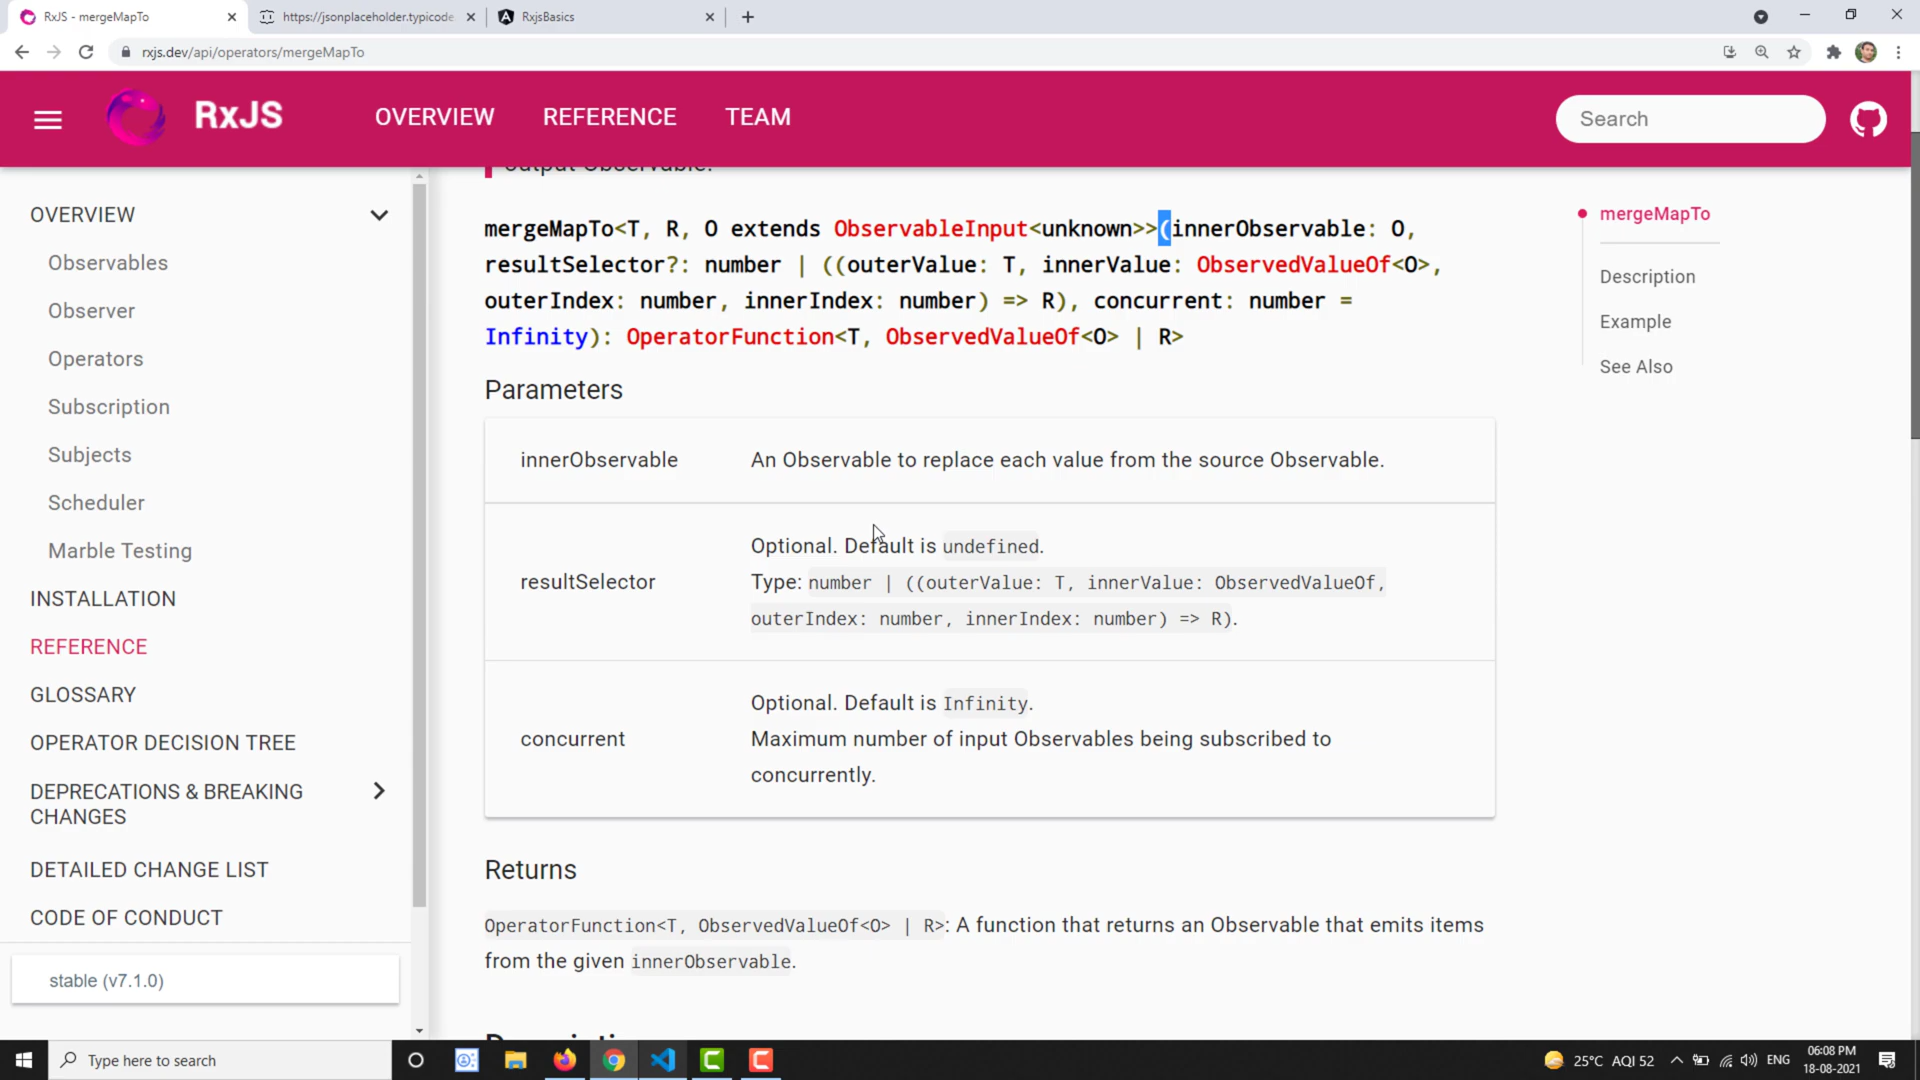 RxJS - mergeMapTo
https://jsonplaceholder.typicode.
RxjsBasics
rxjs.dev/api/operators/mergeMapTo
RxJS
OVERVIEW
REFERENCE
TEAM
Search
OVERVIEW
Observables
Observer
Operators
Subscription
Subjects
Scheduler
Marble Testing
INSTALLATION
REFERENCE
GLOSSARY
OPERATOR DECISION TREE
DEPRECATIONS & BREAKING
CHANGES
DETAILED CHANGE LIST
CODE OF CONDUCT
stable (v7.1.0)
output Observable.
mergeMapTo<T, R, O extends ObservableInput<unknown>>(innerObservable: O,
resultSelector?: number | ((outerValue: T, innerValue: ObservedValueOf<O>,
outerIndex: number, innerIndex: number) => R), concurrent: number =
Infinity): OperatorFunction<T, ObservedValueOf<O> | R>
Parameters
innerObservable
An Observable to replace each value from the source Observable.
resultSelector
Optional. Default is undefined.
Type: number | ((outerValue: T, innerValue: ObservedValueOf,
outerIndex: number, innerIndex: number) => R).
concurrent
Optional. Default is Infinity.
Maximum number of input Observables being subscribed to
concurrently.
Returns
OperatorFunction<T, ObservedValueOf<O> | R>: A function that returns an Observable that emits items
from the given innerObservable.
mergeMapTo
Description
Example
See Also
Type here to search
25°C AQI 52
ENG
06:08 PM
18-08-2021